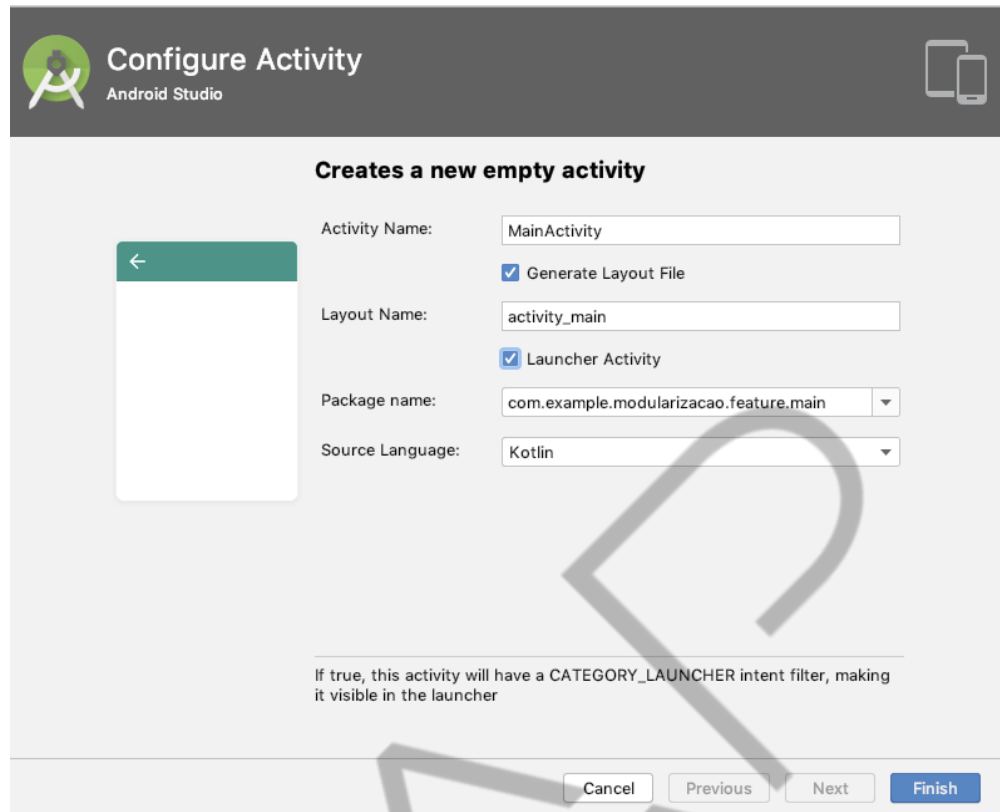 Configure Activity
Android Studio
Creates a new empty activity
Activity Name:
MainActivity
Generate Layout File
Layout Name:
activity_main
Launcher Activity
Package name:
com.example.modularizacao.feature.main
Source Language:
Kotlin
If true, this activity will have a CATEGORY_LAUNCHER intent filter, making
it visible in the launcher
Cancel
Previous
Next
Finish